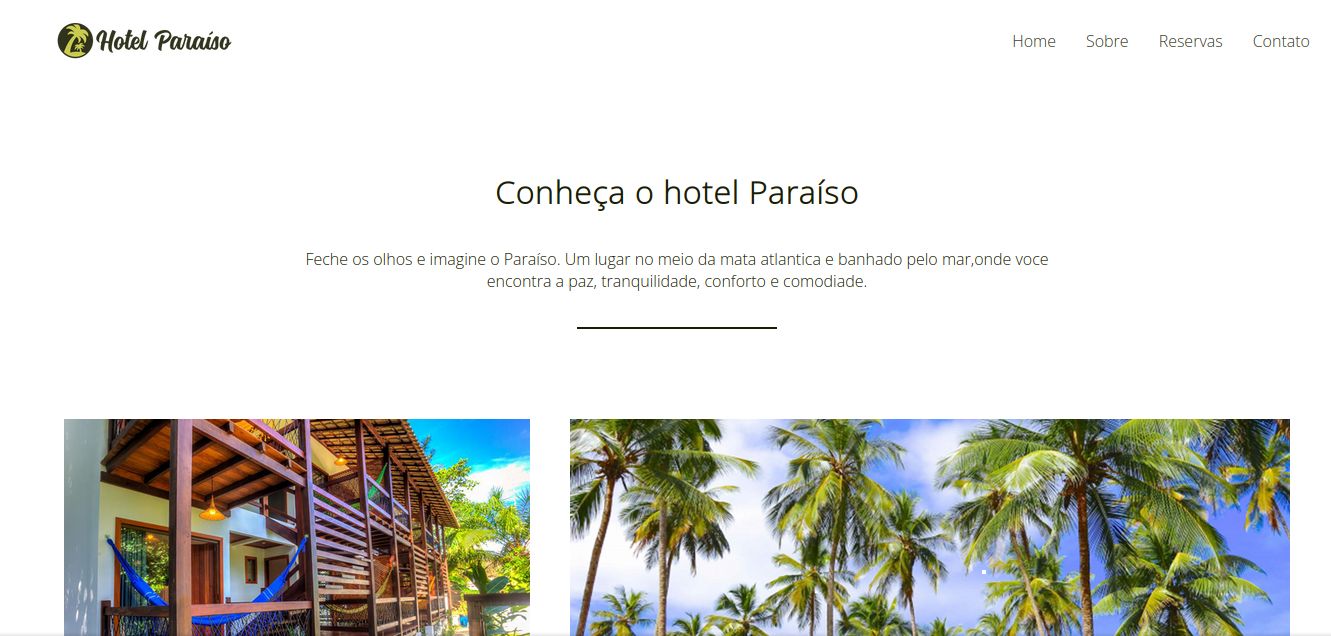 Hotel Paraíso
Home Sobre Reservas Contato
Conheça o hotel Paraíso
Feche os olhos e imagine o Paraíso. Um lugar no meio da mata atlantica e banhado pelo mar,onde voce
encontra a paz, tranquilidade, conforto e comodiade.